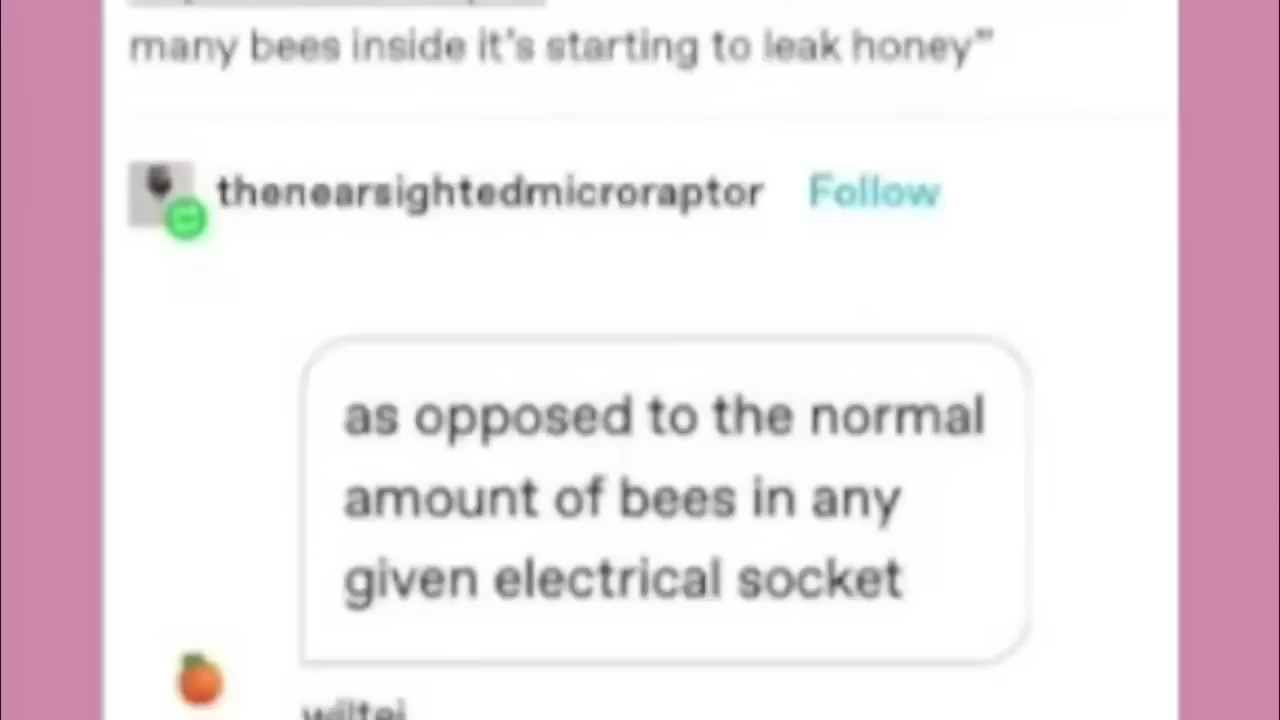 many bees inside it's starting to leak honey"
thenearsightedmicroraptor Follow
as opposed to the normal
amount of bees in any
given electrical socket